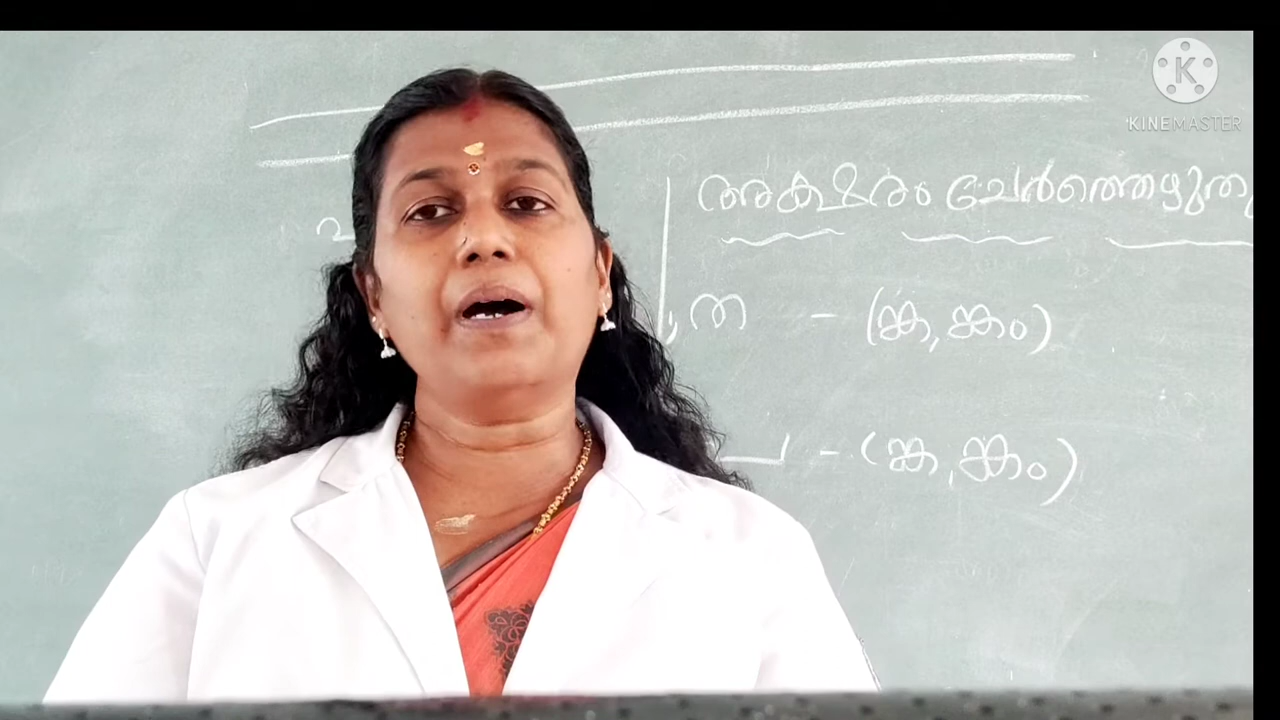 KINEMASTER
അക്ഷരം ചേർത്തെഴുതു
ത - (ങ്ക, ങ്കം)
- (ങ്ക, ങ്കം)